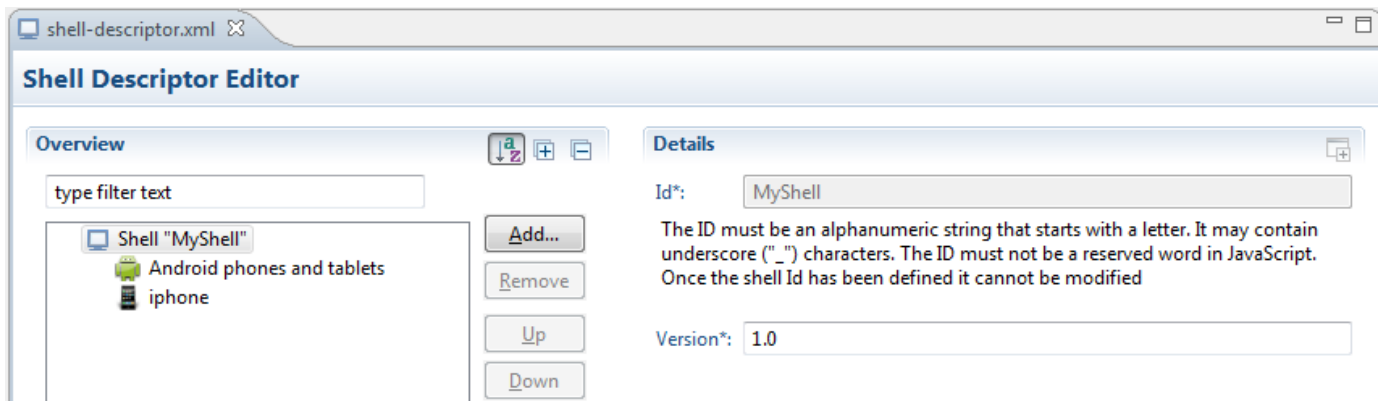 shell-descriptor.xml
Shell Descriptor Editor
Overview
type filter text
Shell "MyShell"
Android phones and tablets
iphone
Add...
Remove
Up
Down
Details
Id*: MyShell
The ID must be an alphanumeric string that starts with a letter. It may contain
underscore ("_") characters. The ID must not be a reserved word in JavaScript.
Once the shell Id has been defined it cannot be modified
Version*: 1.0